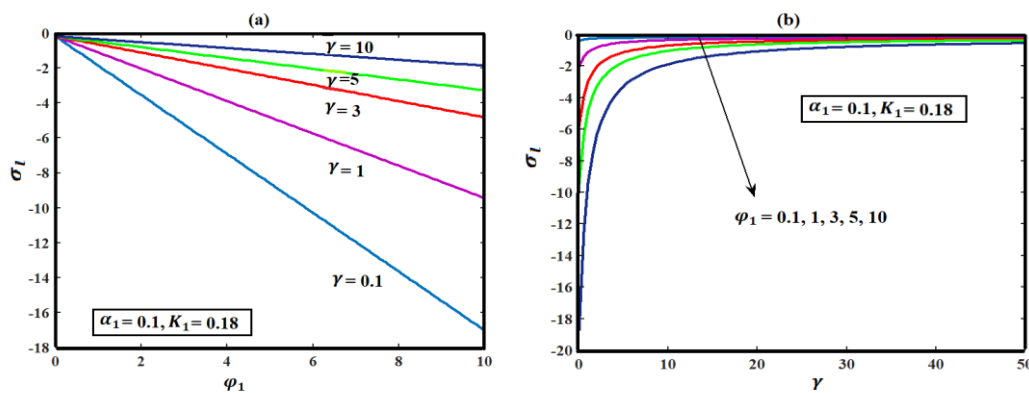 (a)
0
-2
-4
-6
-8
-10
-12
-14
-16
-18
σ_l
γ = 10
γ=5
γ = 3
γ = 1
γ = 0.1
α₁ = 0.1, K₁ = 0.18
0 2 4 6 8 10
φ₁
(b)
0
-2
-4
-6
-8
-10
-12
-14
-16
-18
-20
σ_l
α₁ = 0.1, K₁ = 0.18
φ₁ = 0.1, 1, 3, 5, 10
0 10 20 30 40 50
γ